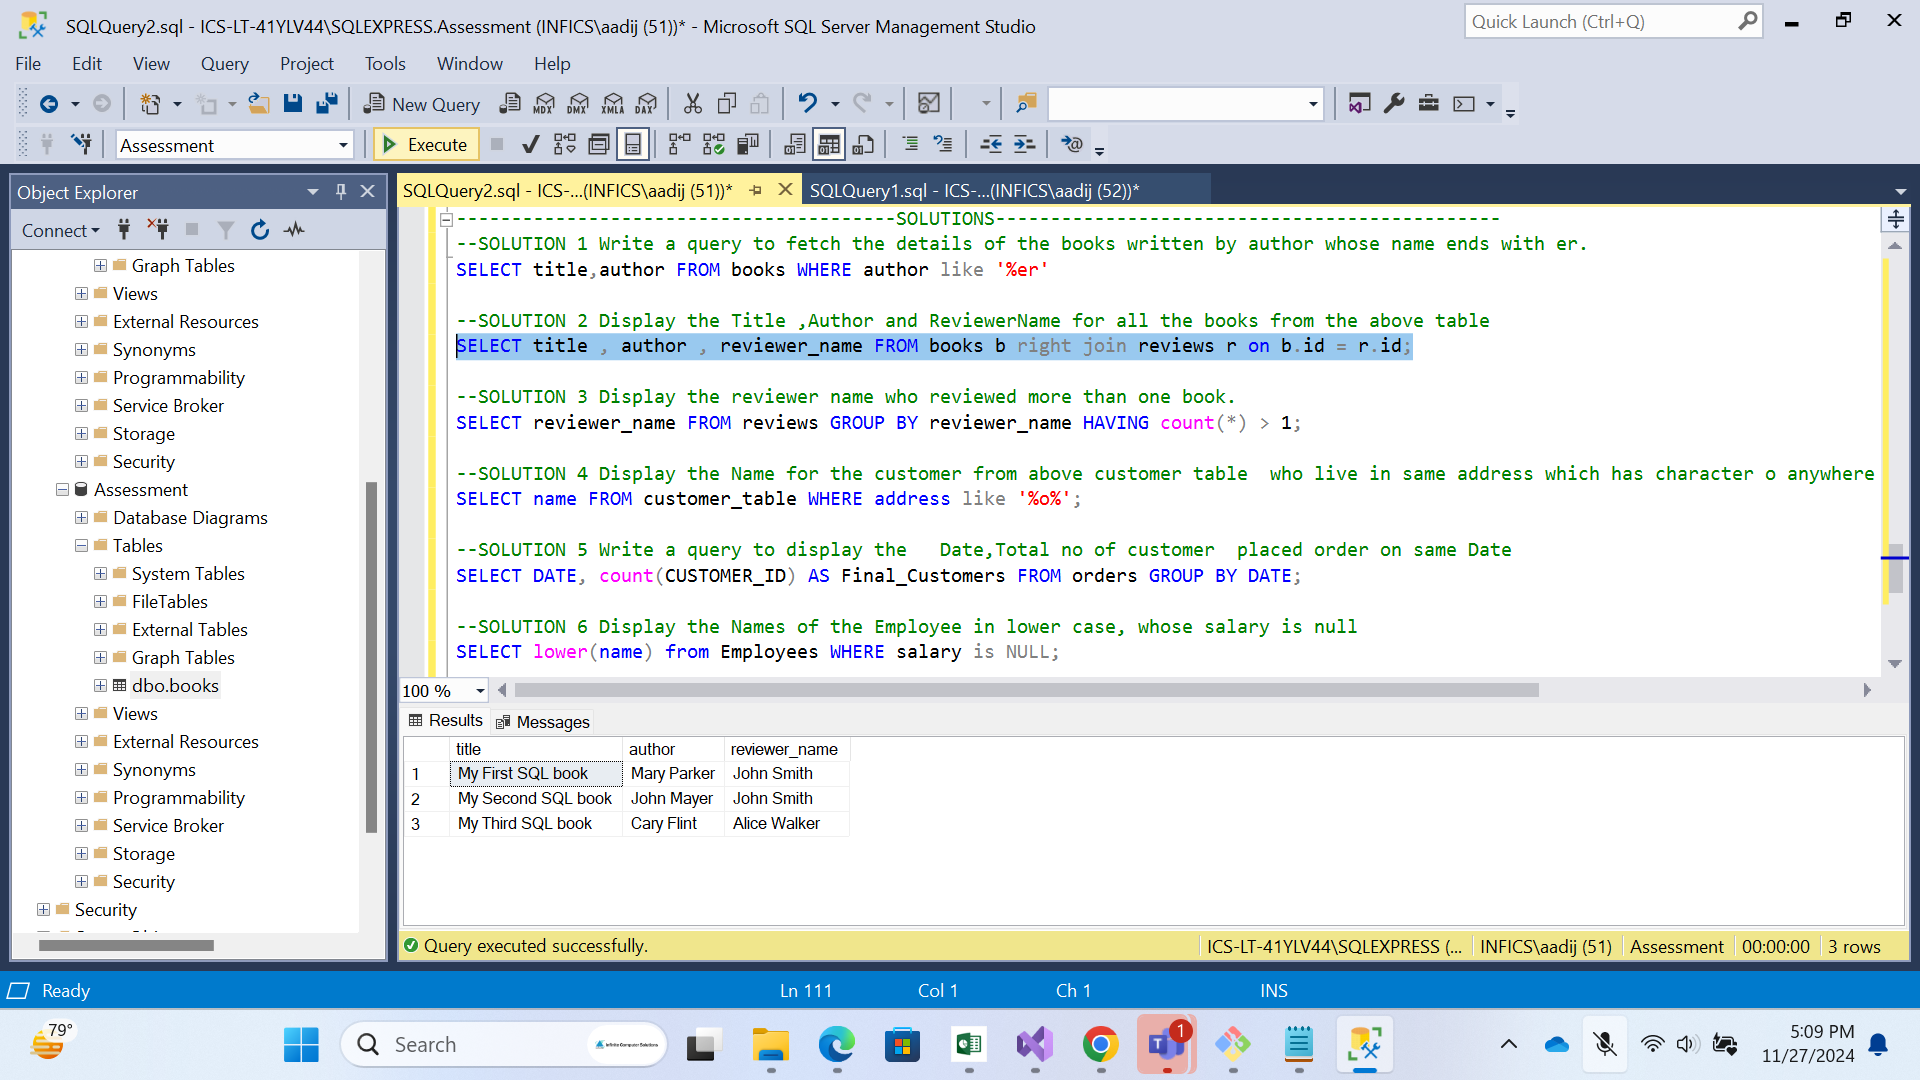 SQLQuery2.sql - ICS-LT-41YLV44\SQLEXPRESS.Assessment (INFICS\aadij (51))* - Microsoft SQL Server Management Studio
Quick Launch (Ctrl+Q)
File Edit View Query Project Tools Window Help
New Query MDX DMX XMLA DAX
Assessment Execute
Object Explorer
Connect
Graph Tables
Views
External Resources
Synonyms
Programmability
Service Broker
Storage
Security
Assessment
Database Diagrams
Tables
System Tables
FileTables
External Tables
Graph Tables
dbo.books
Views
External Resources
Synonyms
Programmability
Service Broker
Storage
Security
Security
SQLQuery2.sql - ICS-...(INFICS\aadij (51))* SQLQuery1.sql - ICS-...(INFICS\aadij (52))*
----------------------------------------SOLUTIONS----------------------------------------------
--SOLUTION 1 Write a query to fetch the details of the books written by author whose name ends with er.
SELECT title,author FROM books WHERE author like '%er'
--SOLUTION 2 Display the Title ,Author and ReviewerName for all the books from the above table
SELECT title , author , reviewer_name FROM books b right join reviews r on b.id = r.id;
--SOLUTION 3 Display the reviewer name who reviewed more than one book.
SELECT reviewer_name FROM reviews GROUP BY reviewer_name HAVING count(*) > 1;
--SOLUTION 4 Display the Name for the customer from above customer table  who live in same address which has character o anywhere
SELECT name FROM customer_table WHERE address like '%o%';
--SOLUTION 5 Write a query to display the   Date,Total no of customer  placed order on same Date
SELECT DATE, count(CUSTOMER_ID) AS Final_Customers FROM orders GROUP BY DATE;
--SOLUTION 6 Display the Names of the Employee in lower case, whose salary is null
SELECT lower(name) from Employees WHERE salary is NULL;
100 %
Results Messages
title author reviewer_name
1 My First SQL book Mary Parker John Smith
2 My Second SQL book John Mayer John Smith
3 My Third SQL book Cary Flint Alice Walker
Query executed successfully. ICS-LT-41YLV44\SQLEXPRESS (... INFICS\aadij (51) Assessment 00:00:00 3 rows
Ready Ln 111 Col 1 Ch 1 INS
79° Search Infinite Computer Solutions 1 5:09 PM
11/27/2024